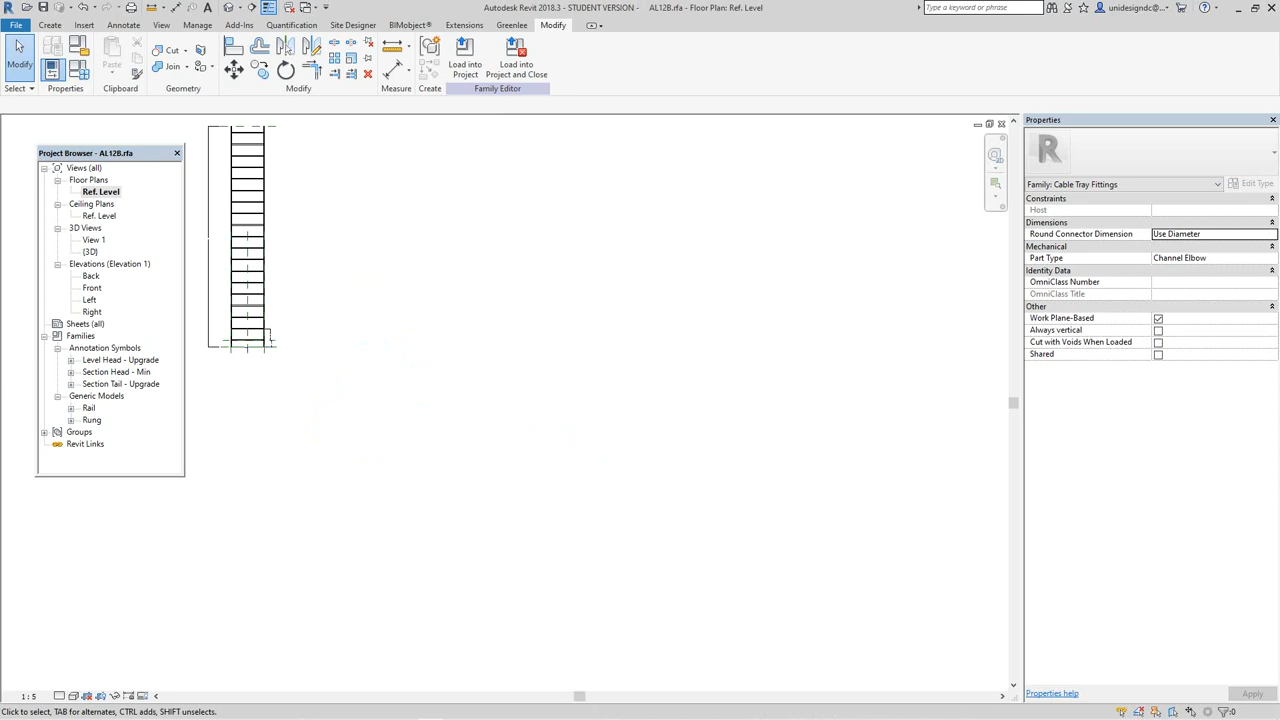 Autodesk Revit 2018.3 - STUDENT VERSION - AL12B.rfa - Floor Plan: Ref. Level
Type a keyword or phrase
unidesigndc@...
File Create Annotate View Manage Add-Ins Quantification Site Designer BIMobject® Extensions Greenlee Modify
Modify
Paste
Cut
Join
Load into
Project
Load into
Project and Close
Select Properties Clipboard Geometry Modify Measure Create Family Editor
Project Browser - AL12B.rfa
Views (all)
Floor Plans
Ref. Level
Ceiling Plans
Ref. Level
3D Views
View 1
{3D}
Elevations (Elevation 1)
Back
Front
Left
Right
Sheets (all)
Families
Annotation Symbols
Level Head - Upgrade
Section Head - Min
Section Tail - Upgrade
Generic Models
Rail
Rung
Groups
Revit Links
Properties
Family: Cable Tray Fittings
Edit Type
Constraints
Host
Dimensions
Round Connector Dimension Use Diameter
Mechanical
Part Type Channel Elbow
Identity Data
OmniClass Number
OmniClass Title
Other
Work Plane-Based
Always vertical
Cut with Voids When Loaded
Shared
Properties help
Apply
1 : 5
Click to select, TAB for alternates, CTRL adds, SHIFT unselects.
:0